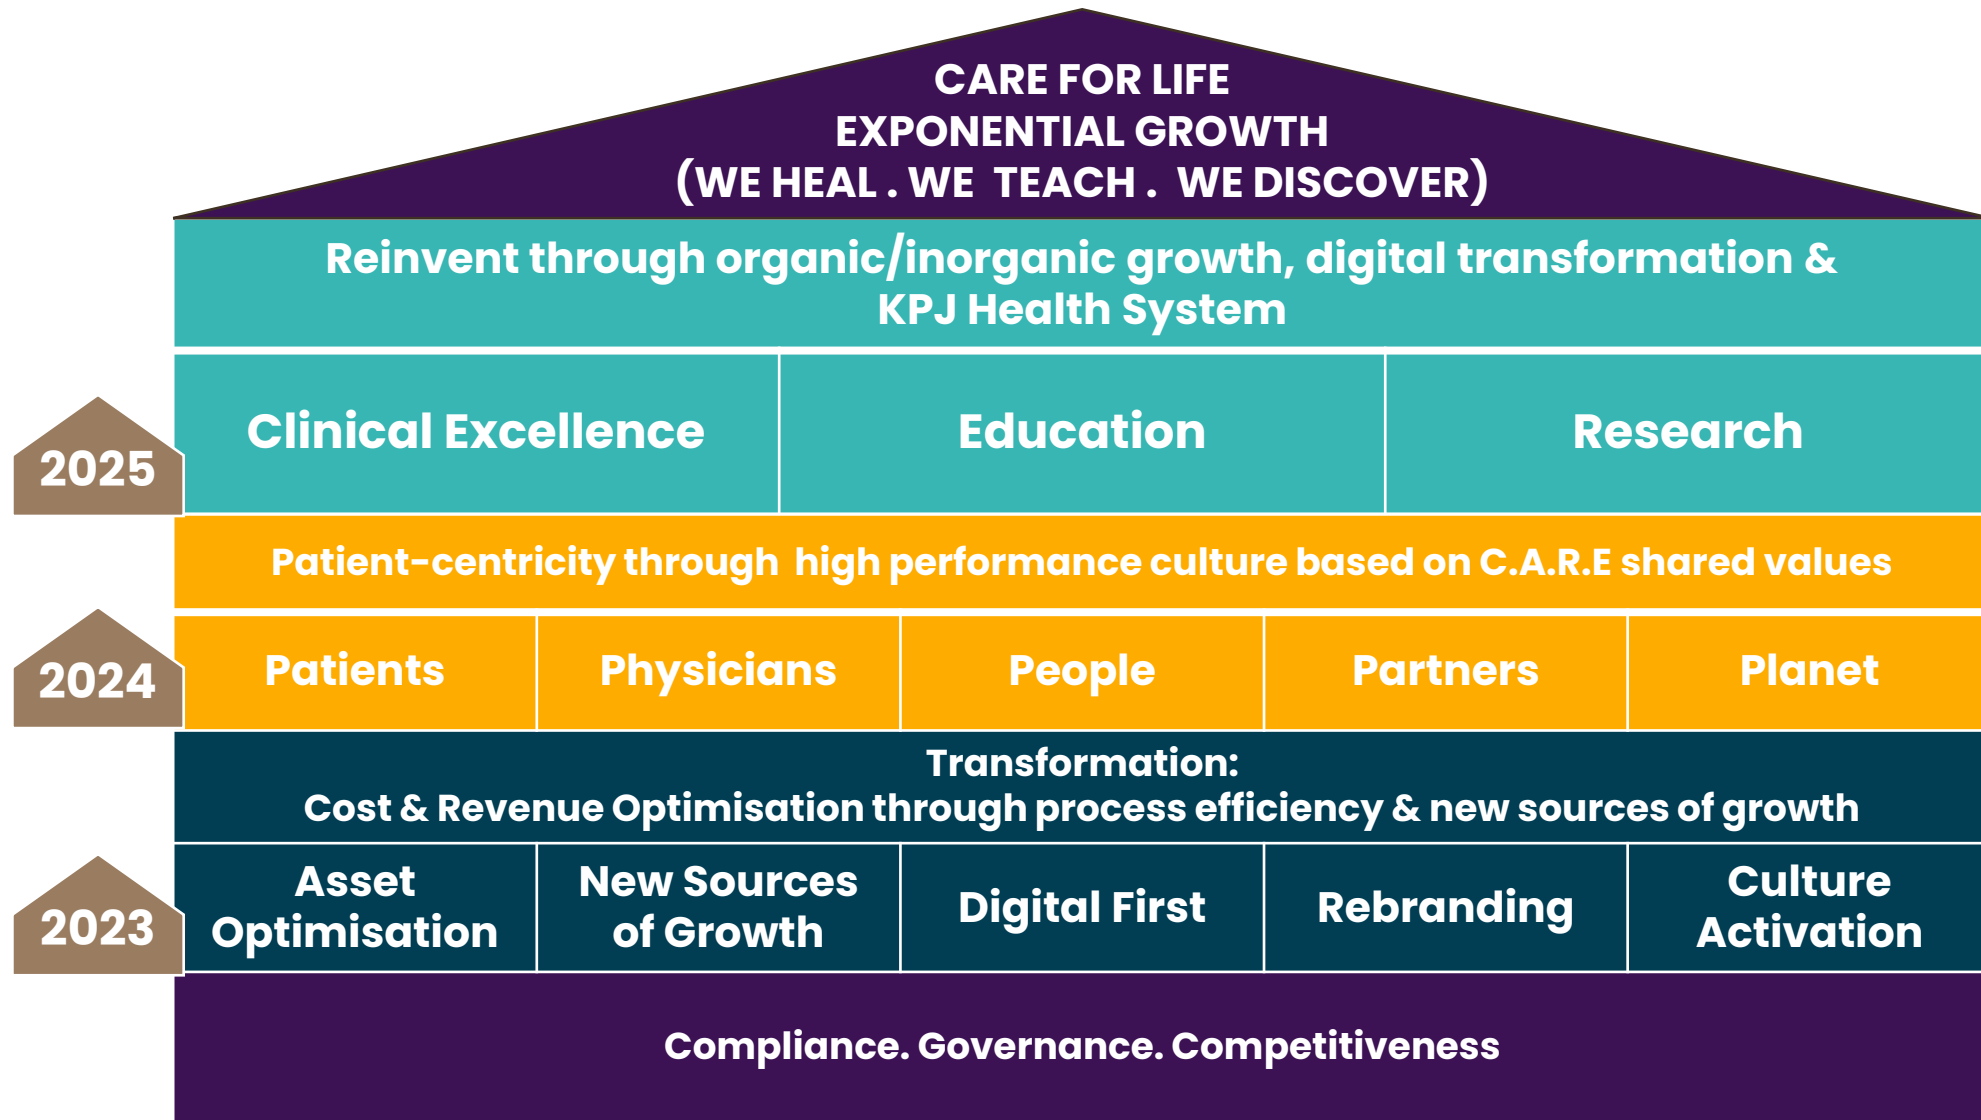 CARE FOR LIFE
EXPONENTIAL GROWTH
(WE HEAL . WE TEACH . WE DISCOVER)
Reinvent through organic/inorganic growth, digital transformation &
KPJ Health System
2025
Clinical Excellence
Education
Research
Patient-centricity through high performance culture based on C.A.R.E shared values
2024
Patients
Physicians
People
Partners
Planet
Transformation:
Cost & Revenue Optimisation through process efficiency & new sources of growth
2023
Asset
Optimisation
New Sources
of Growth
Digital First
Rebranding
Culture
Activation
Compliance. Governance. Competitiveness